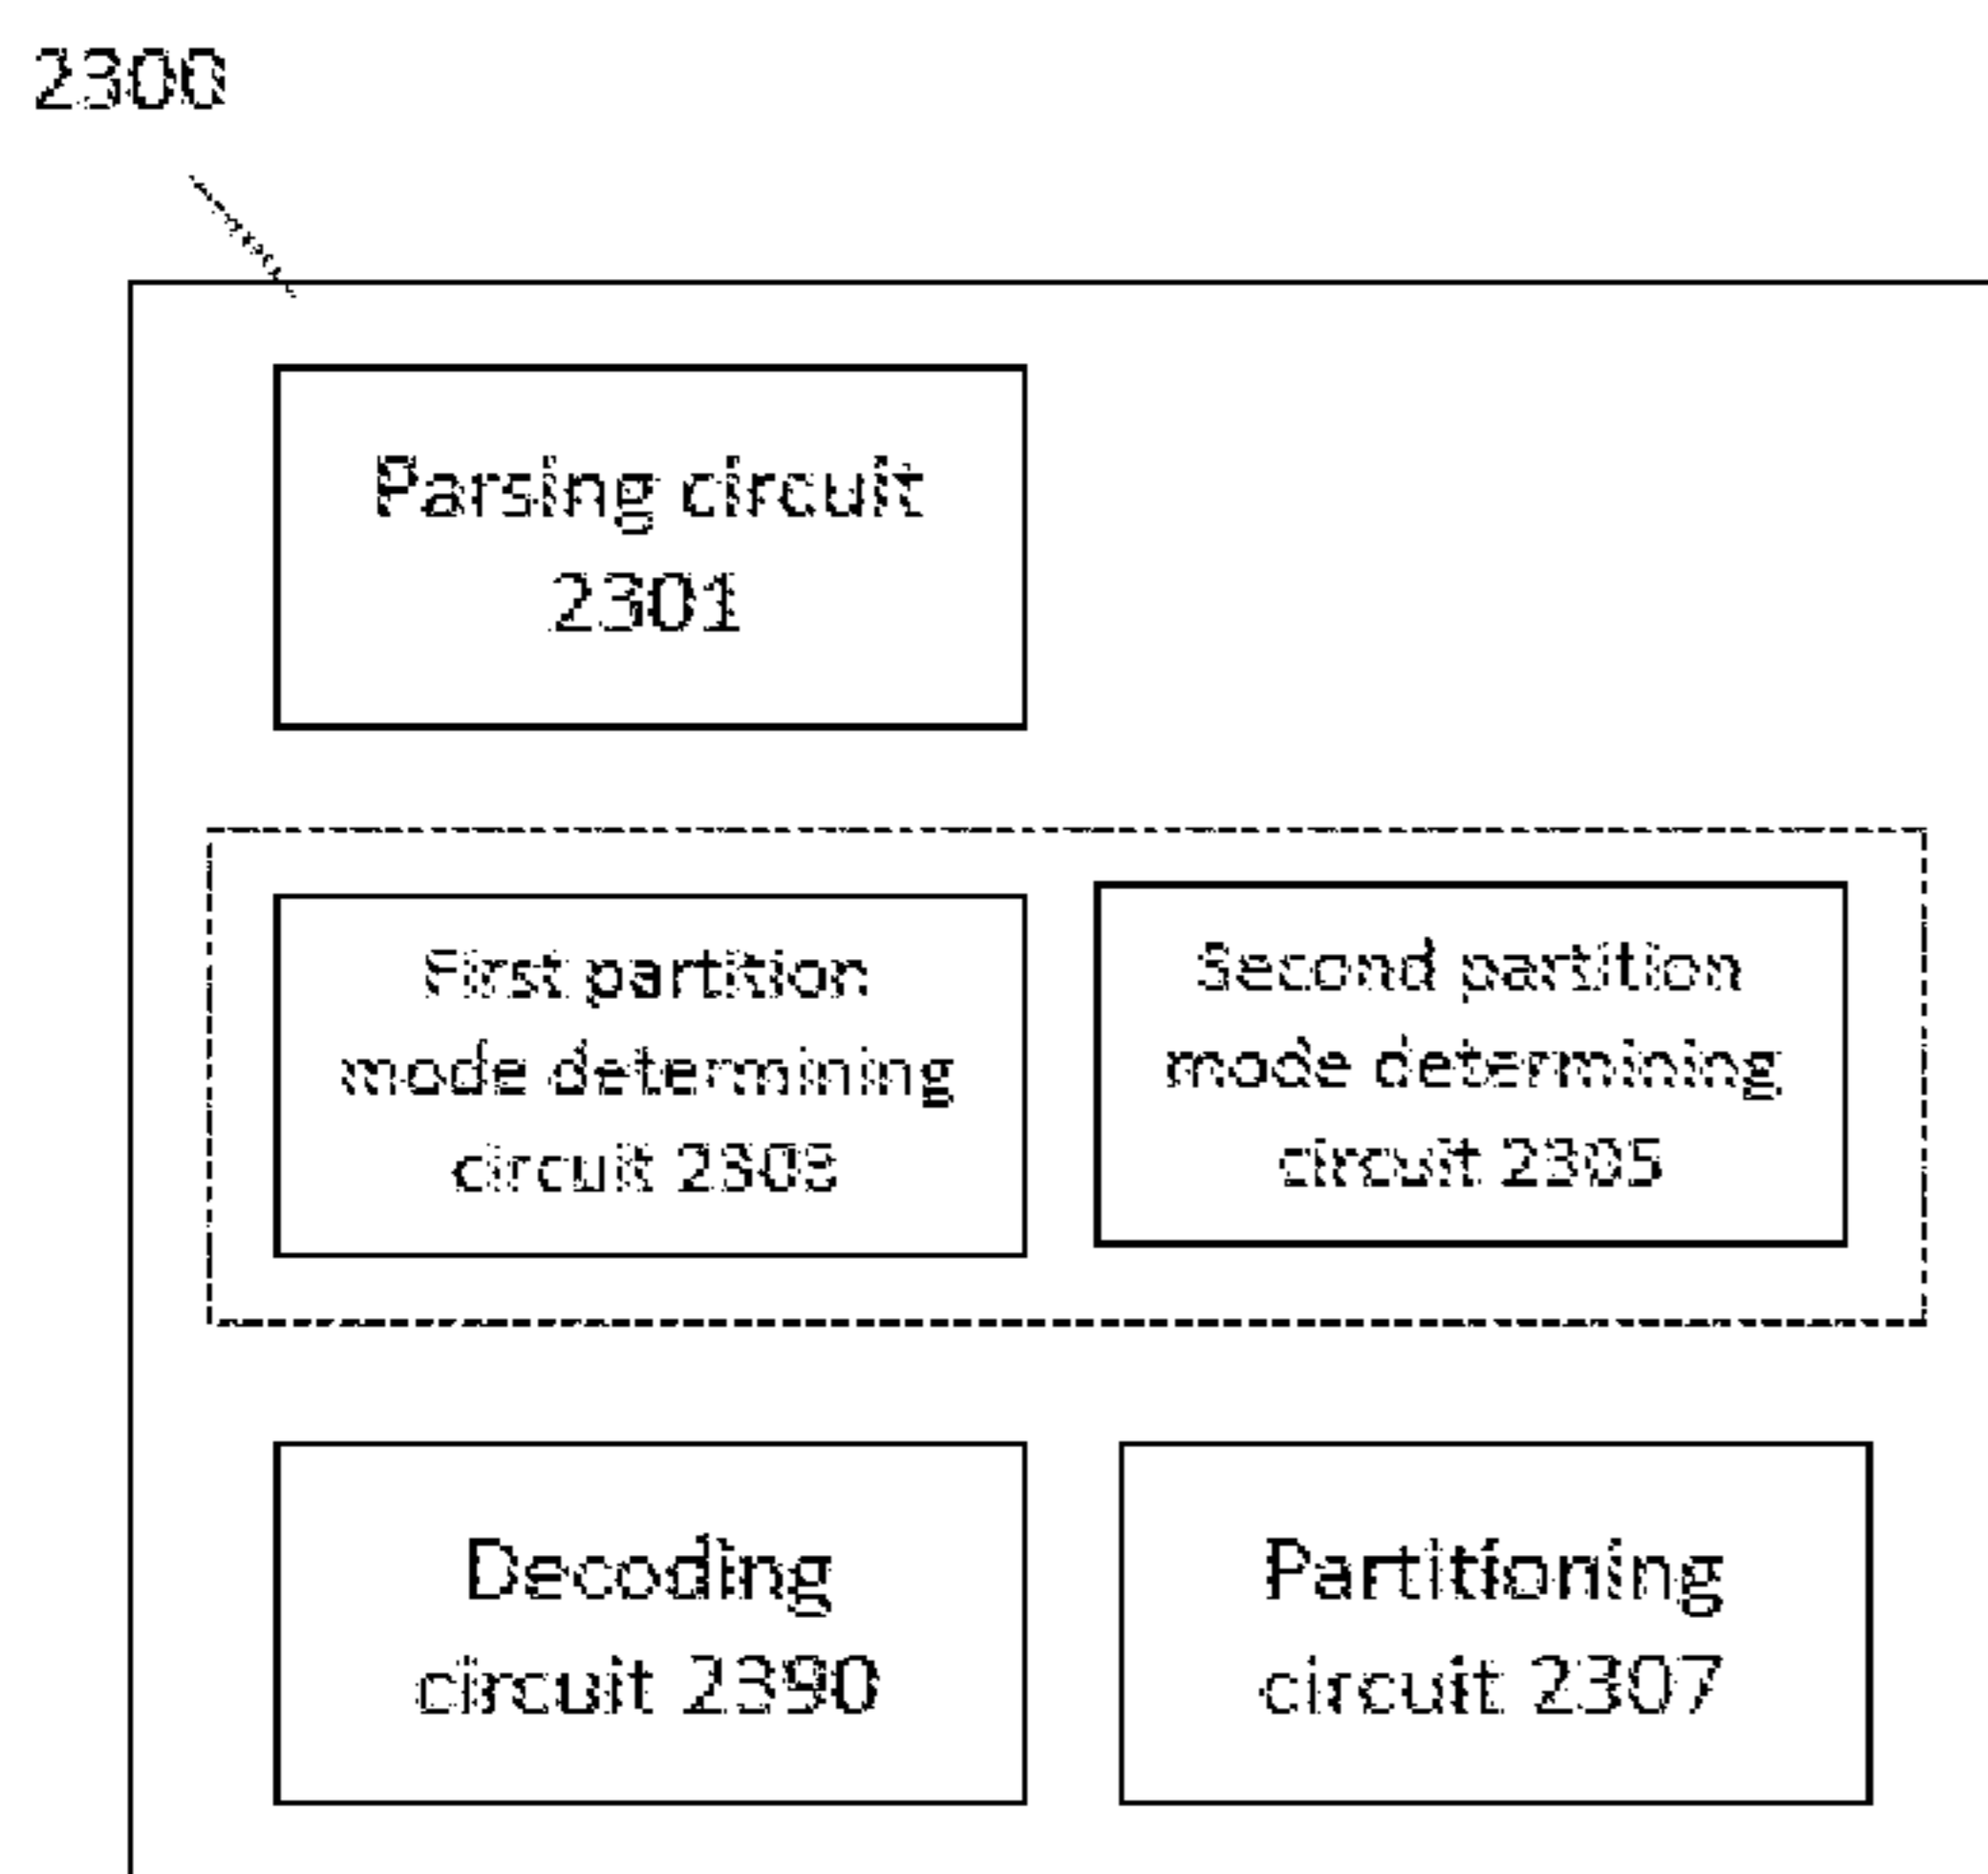 2300
Parsing circuit
2301
First partition
mode determining
circuit 2303
Second partition
mode determining
circuit 2305
Decoding
circuit 2390
Partitioning
circuit 2307